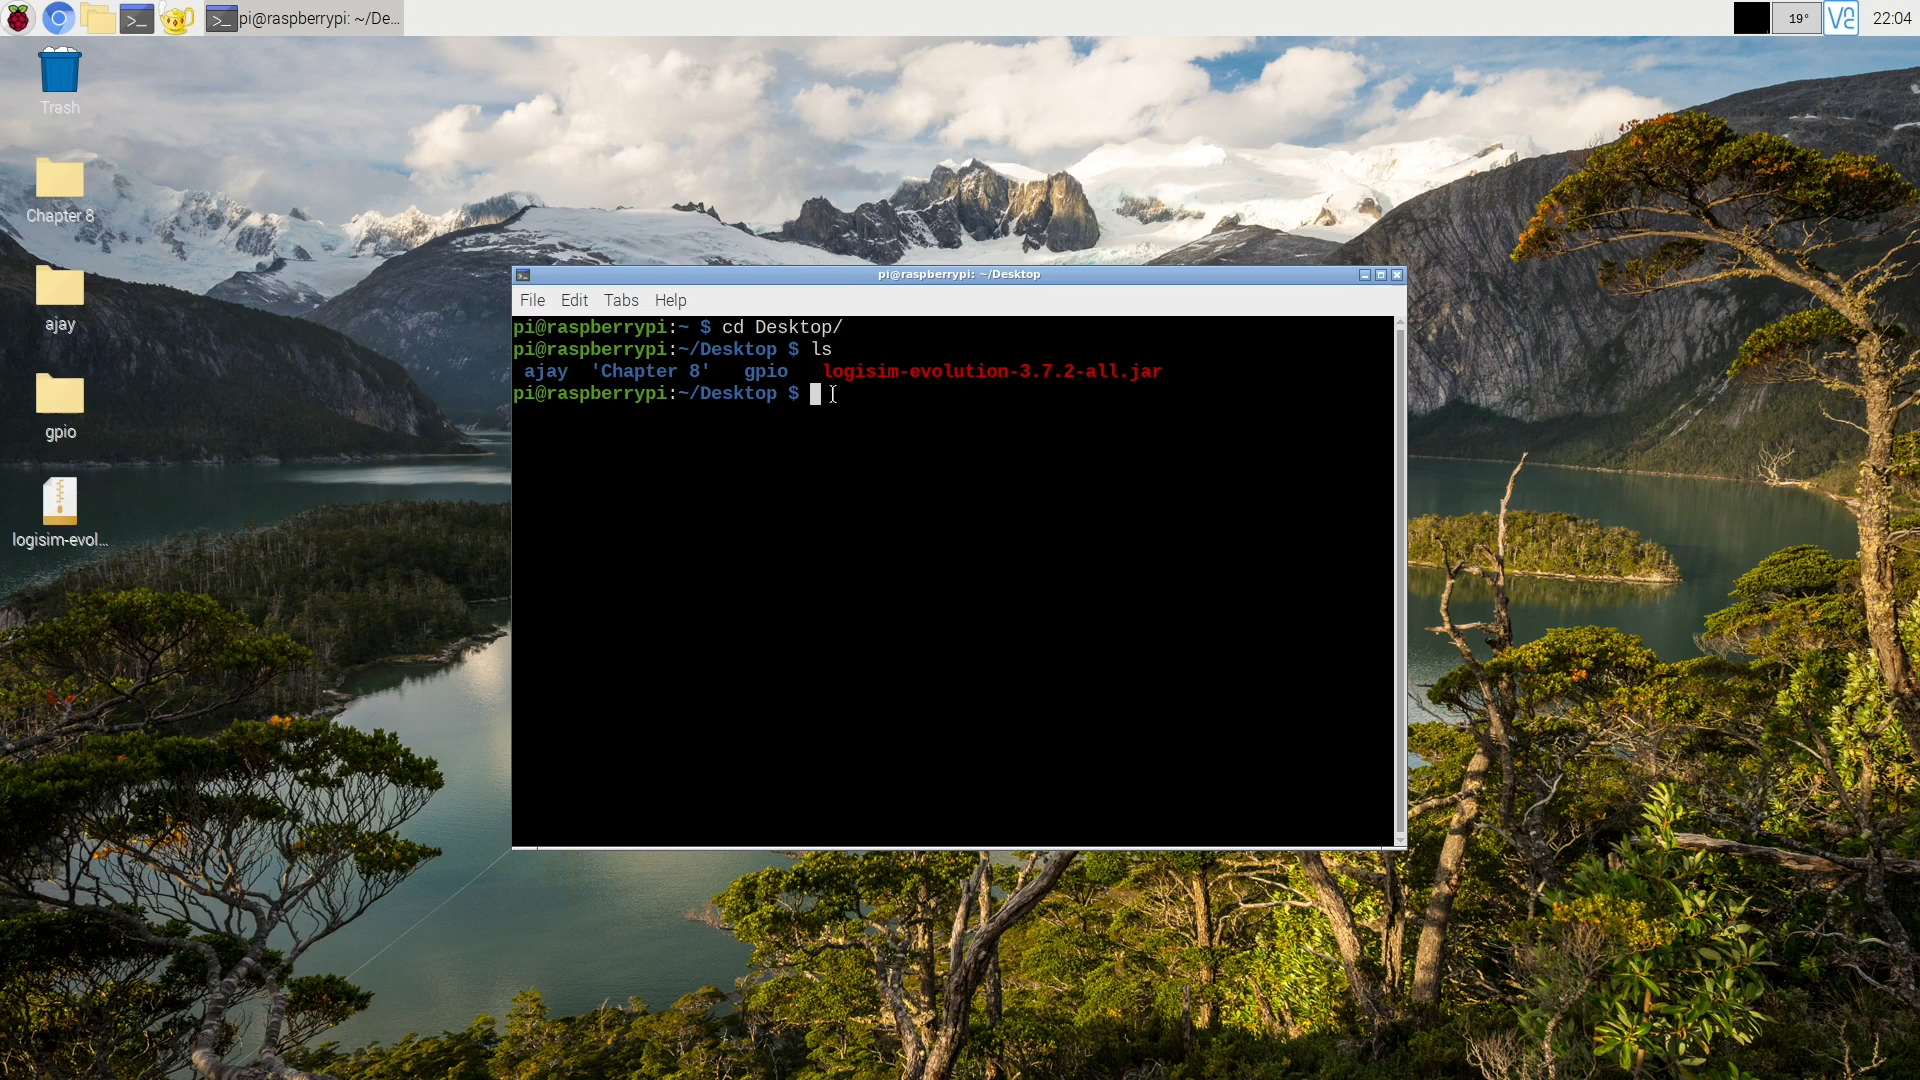 pi@raspberrypi: ~/De...
19°
22:04
Trash
Chapter 8
ajay
gpio
logisim-evol...
pi@raspberrypi: ~/Desktop
File Edit Tabs Help
pi@raspberrypi:~ $ cd Desktop/
pi@raspberrypi:~/Desktop $ ls
ajay 'Chapter 8' gpio logisim-evolution-3.7.2-all.jar
pi@raspberrypi:~/Desktop $